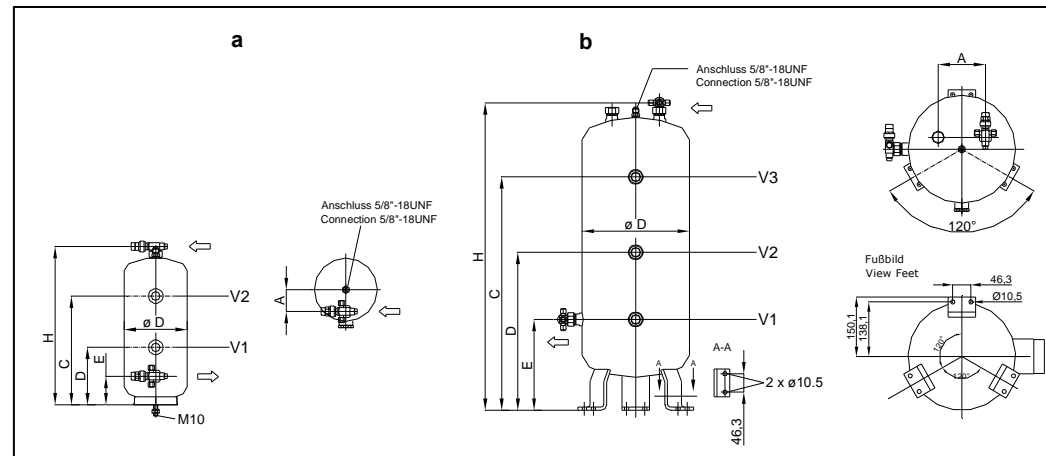 a
Anschluss 5/8"-18UNF
Connection 5/8"-18UNF
H
C
D
E
ø D
V2
V1
M10
A
b
Anschluss 5/8"-18UNF
Connection 5/8"-18UNF
H
C
D
E
ø D
V3
V2
V1
A
A
A-A
2 x ø10.5
46,3
A
120°
Fußbild
View Feet
46,3
Ø10,5
150,1
138,1
120°
120°